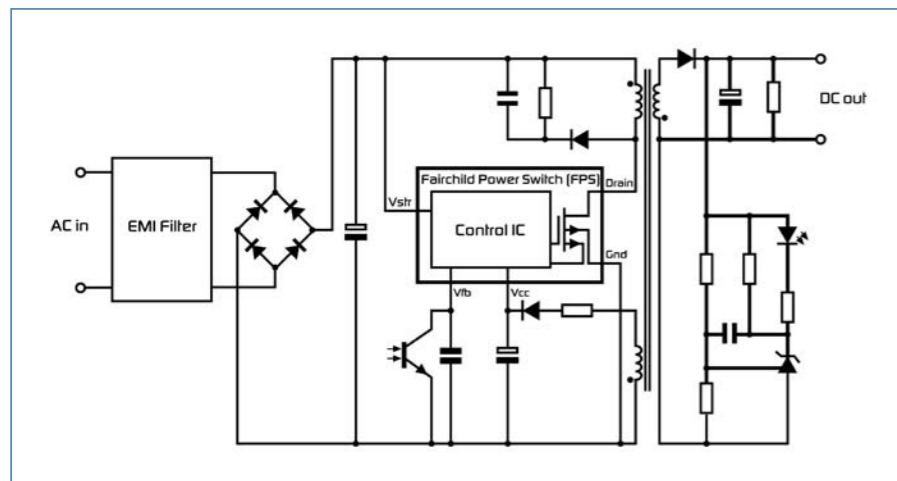 Fairchild Power Switch (FPS)
Drain
DC out
Vstr
AC in
EMI Filter
Control IC
Gnd
Vfb
Vcc